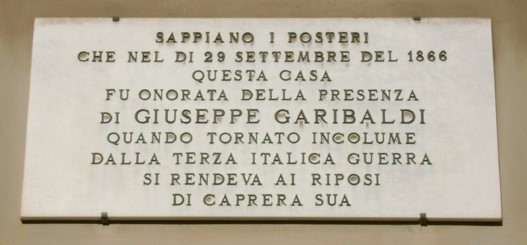 SAPPIANO I POSTERI
CHE NEL DI 29 SETTEMBRE DEL 1866
QUESTA CASA
FU ONORATA DELLA PRESENZA
DI GIUSEPPE GARIBALDI
QUANDO TORNATO INCOLUME
DALLA TERZA ITALICA GUERRA
SI RENDEVA AI RIPOSI
DI CAPRERA SUA